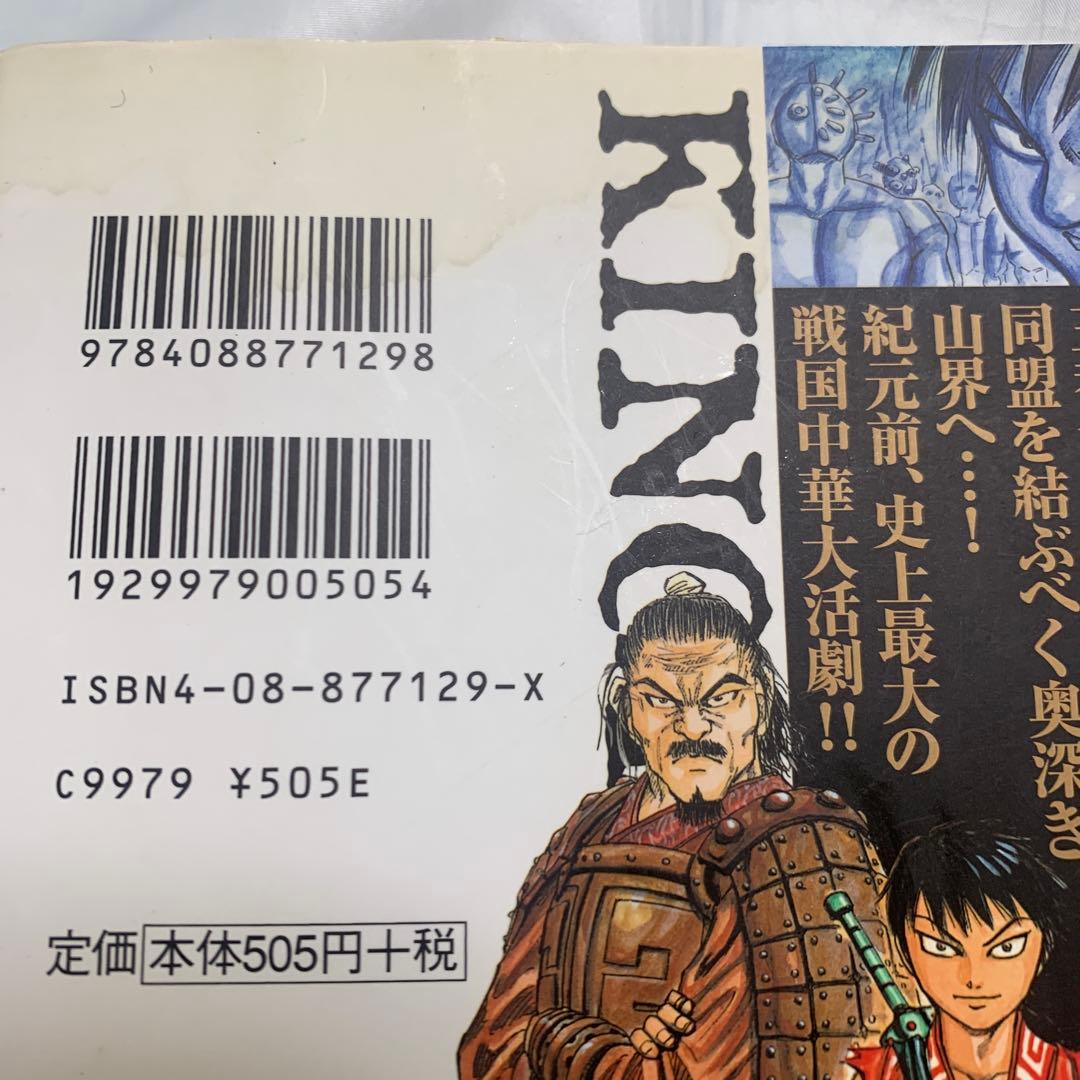 KING
9784088771298
1929979005054
ISBN4-08-877129-X
C9979 ¥505E
定価 本体505円+税
同盟を結ぶべく奥深き
山界へ…!
紀元前、史上最大の
戦国中華大活劇!!